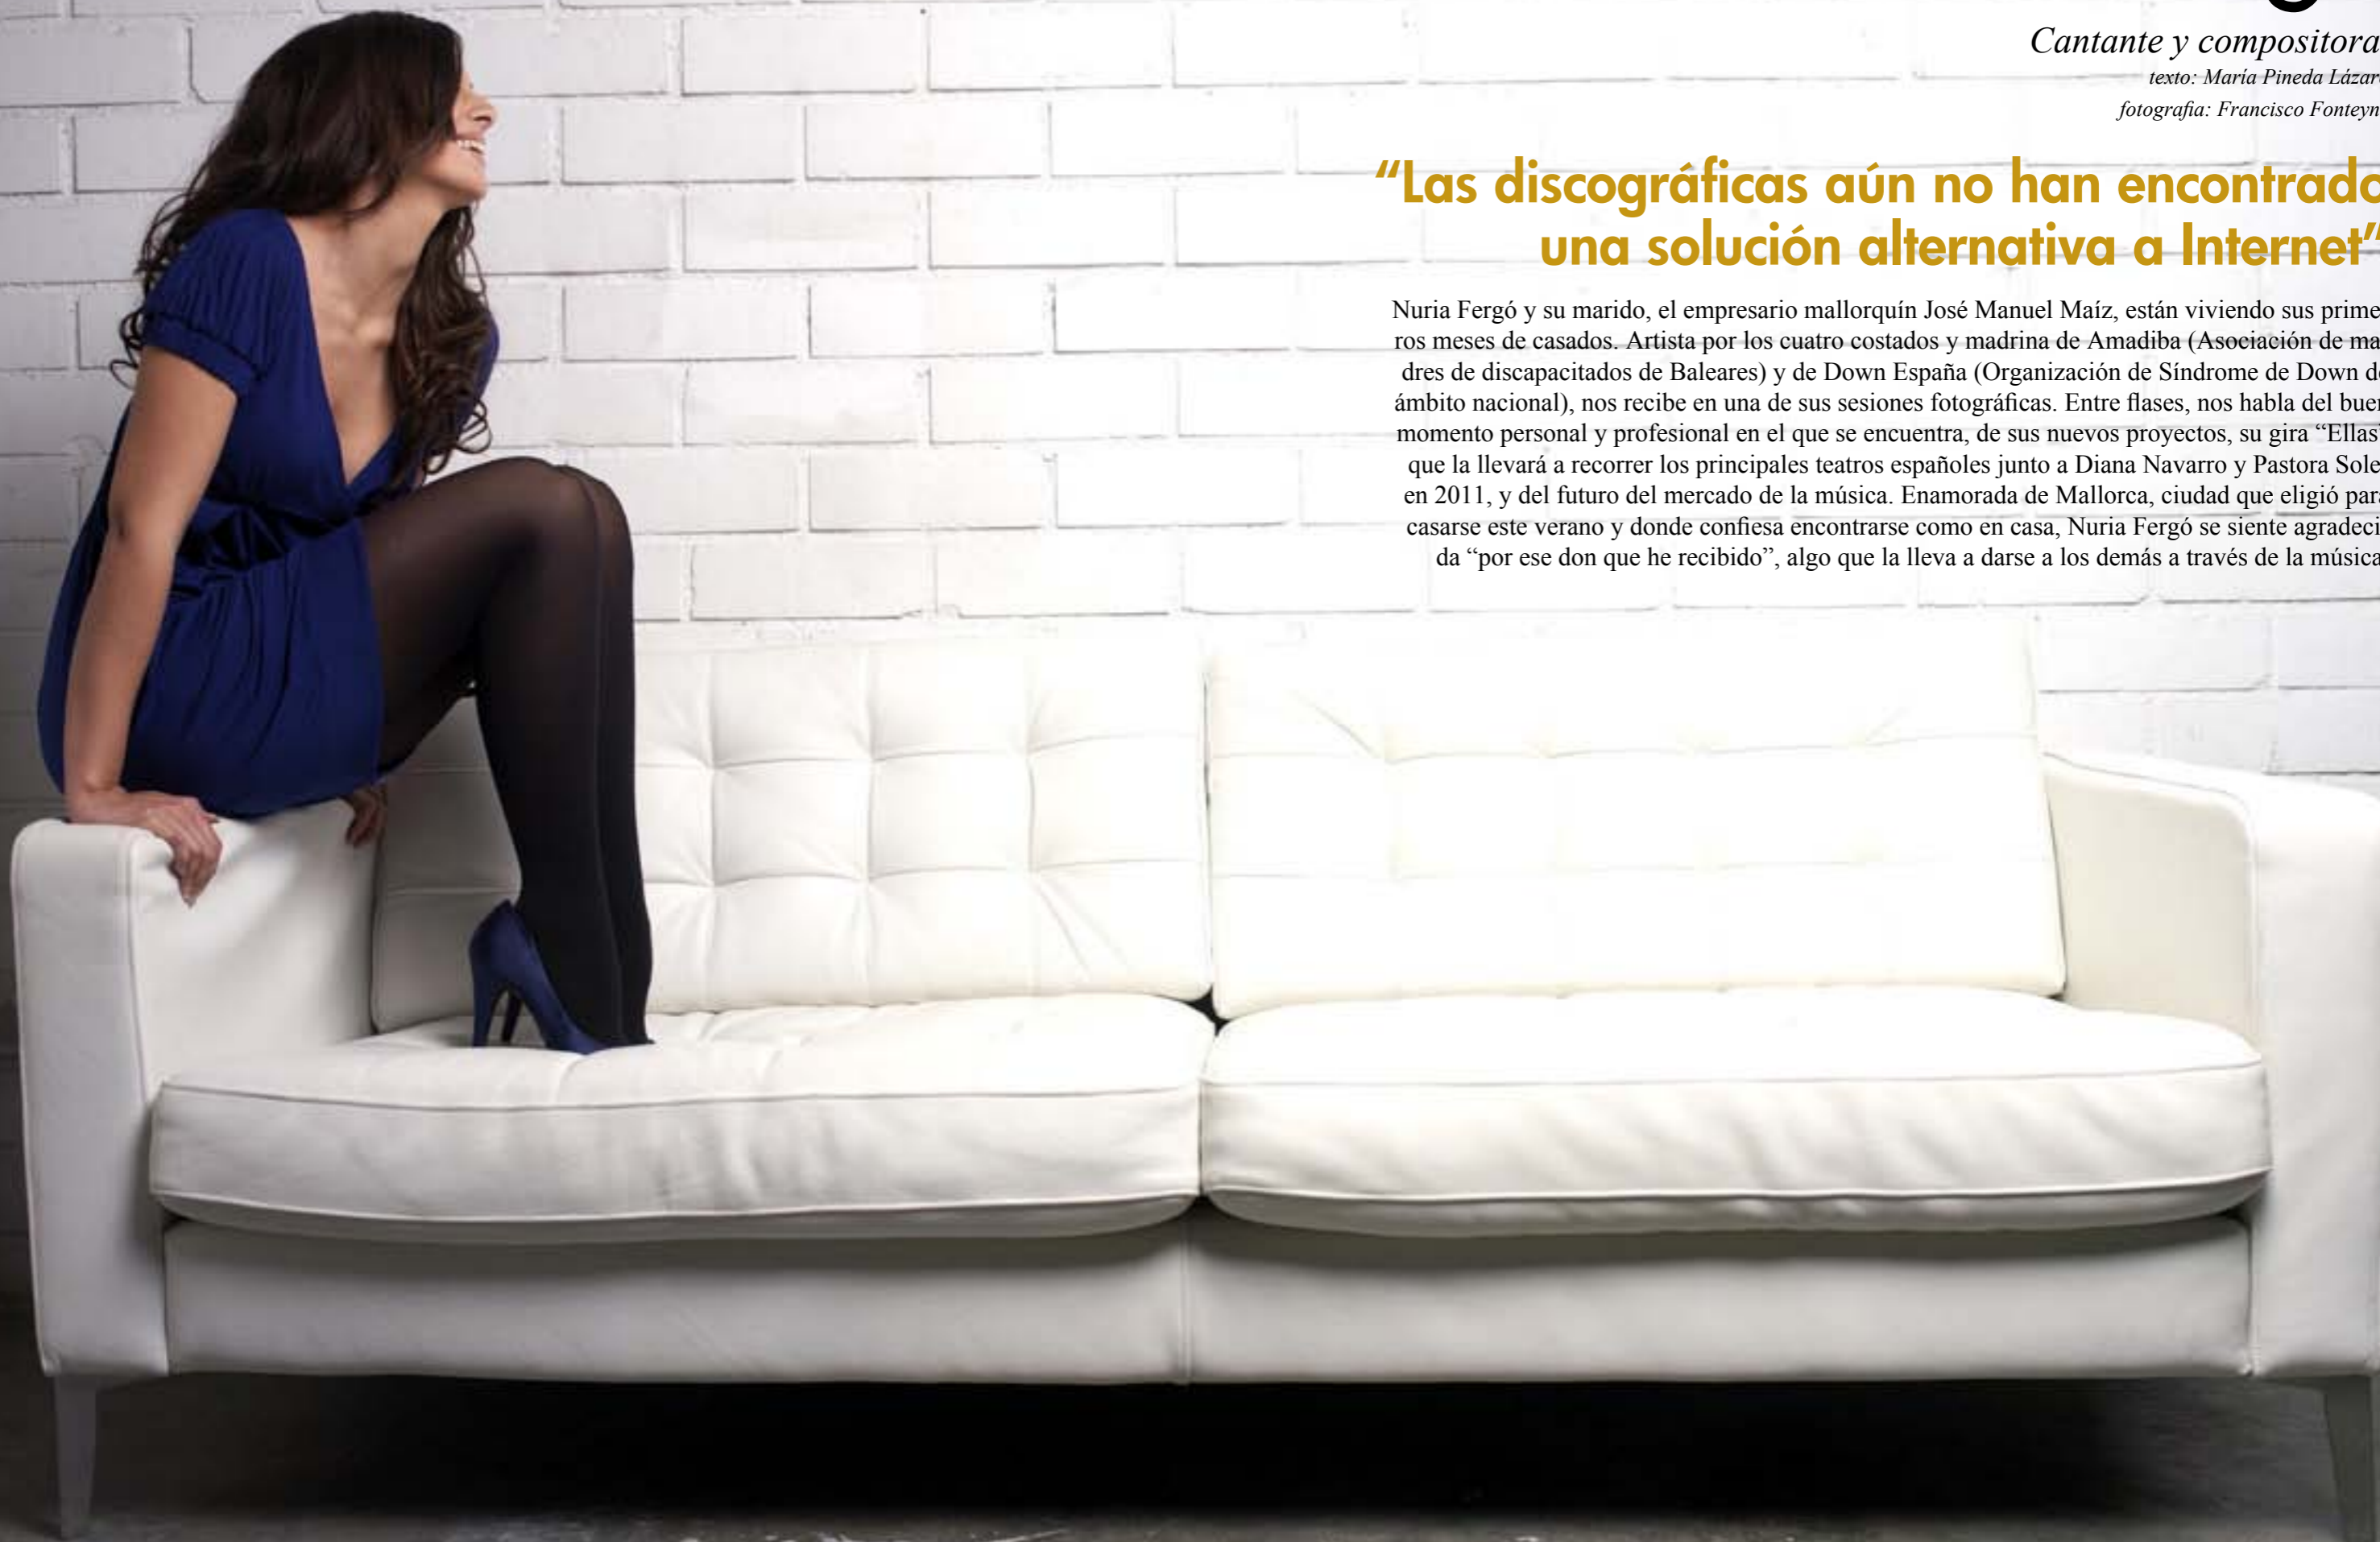 Cantante y compositora
texto: María Pineda Lázar
fotografía: Francisco Fonteyn
“Las discográficas aún no han encontrado
una solución alternativa a Internet”
Nuria Fergó y su marido, el empresario mallorquín José Manuel Maíz, están viviendo sus prime
ros meses de casados. Artista por los cuatro costados y madrina de Amadiba (Asociación de ma
dres de discapacitados de Baleares) y de Down España (Organización de Síndrome de Down de
ámbito nacional), nos recibe en una de sus sesiones fotográficas. Entre flases, nos habla del buen
momento personal y profesional en el que se encuentra, de sus nuevos proyectos, su gira “Ellas”
que la llevará a recorrer los principales teatros españoles junto a Diana Navarro y Pastora Sole
en 2011, y del futuro del mercado de la música. Enamorada de Mallorca, ciudad que eligió para
casarse este verano y donde confiesa encontrarse como en casa, Nuria Fergó se siente agradeci
da “por ese don que he recibido”, algo que la lleva a darse a los demás a través de la música